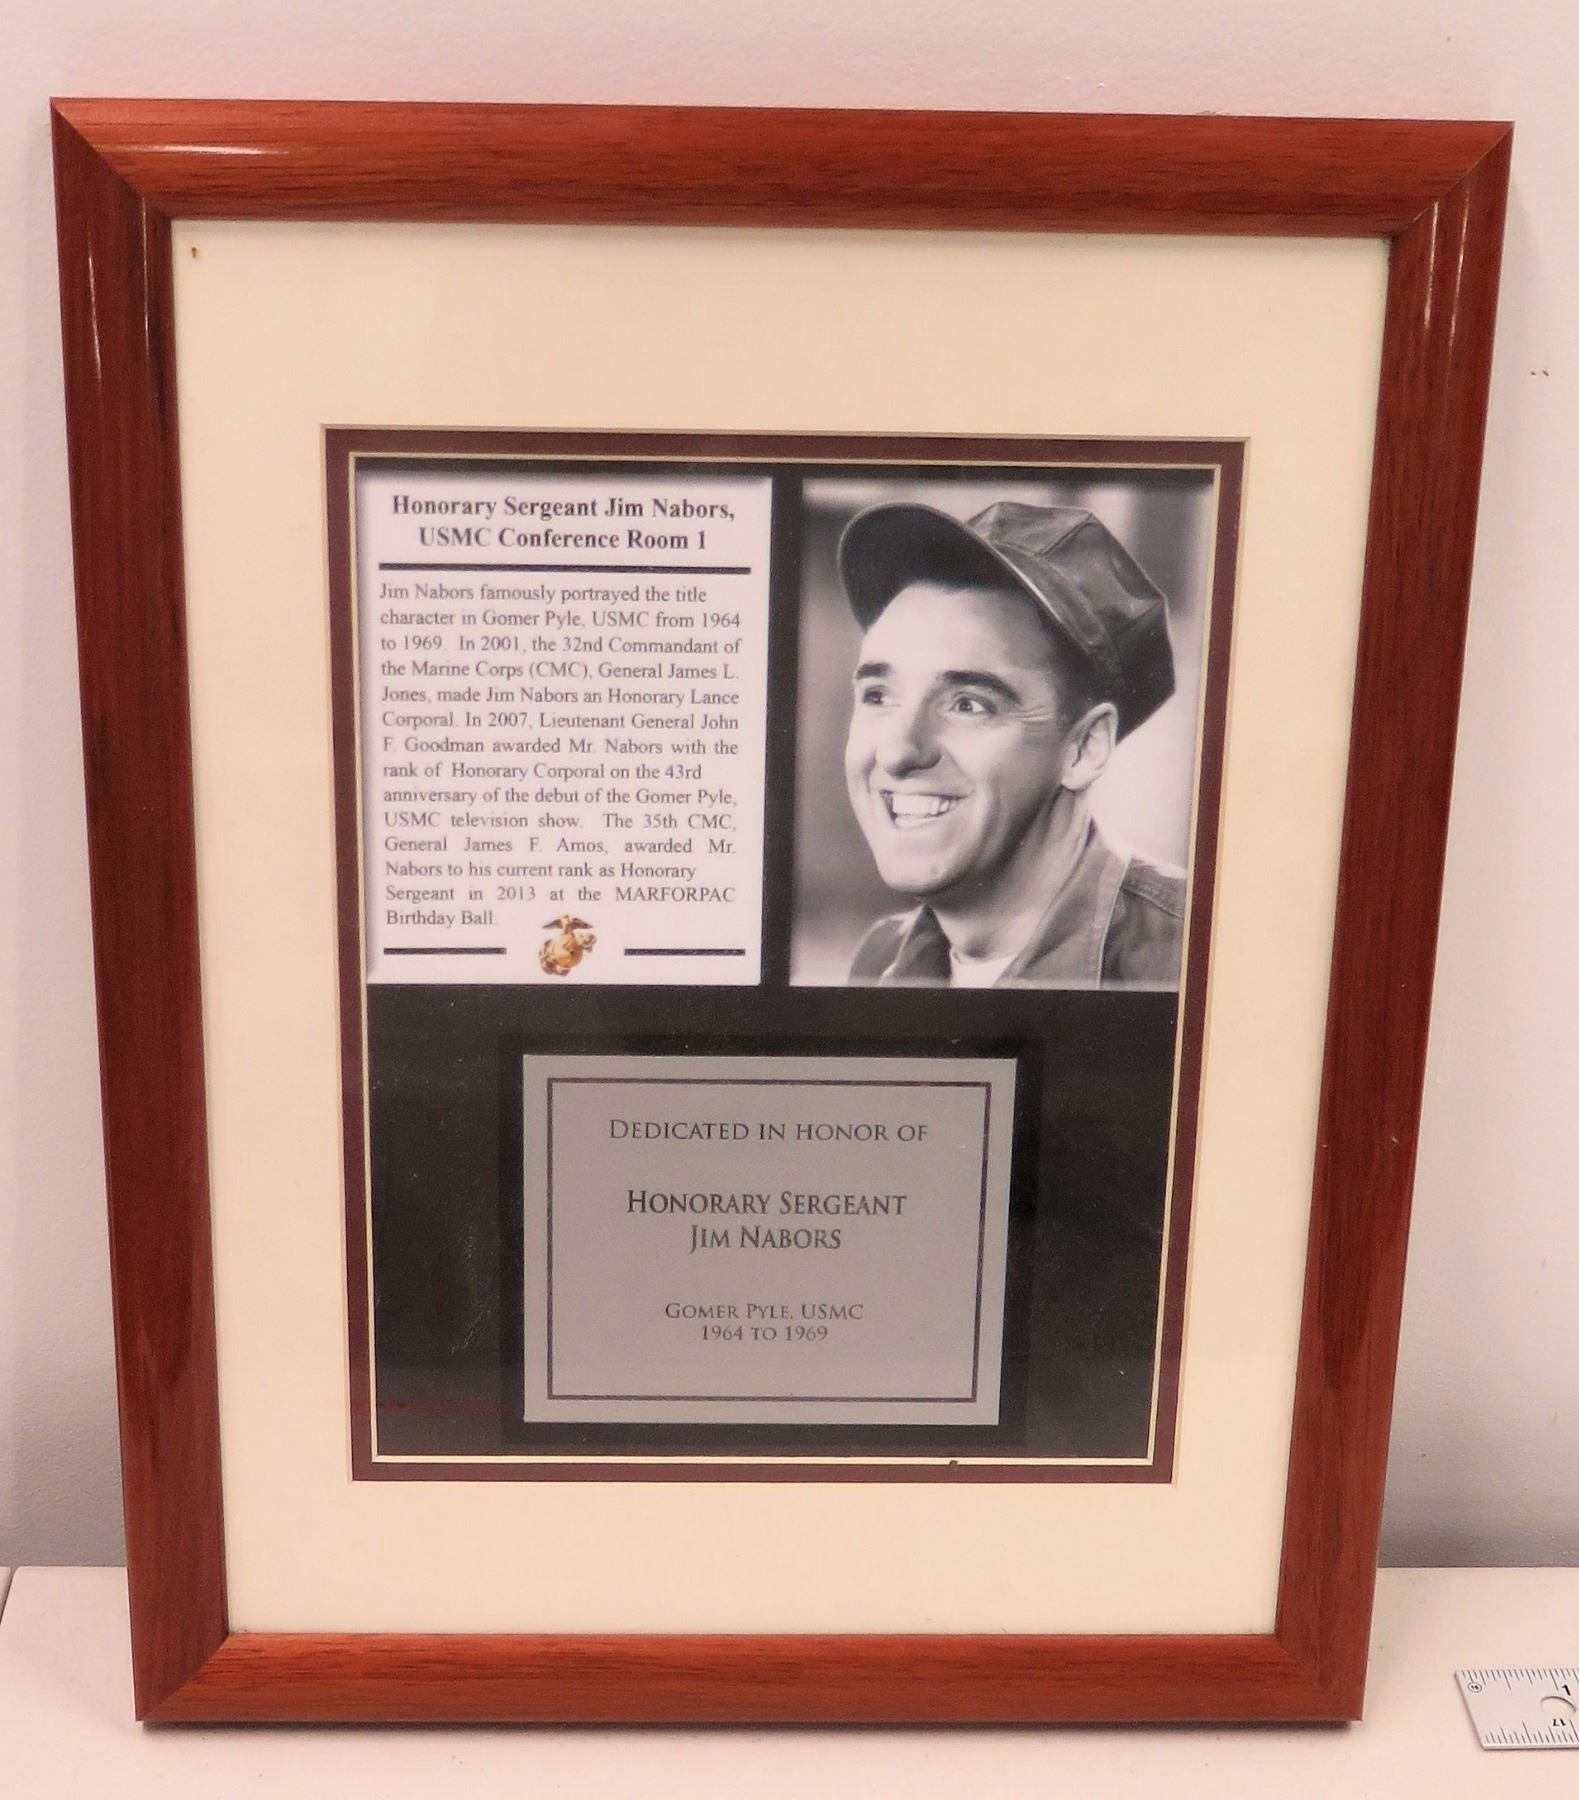 Honorary Sergeant Jim Nabors,
USMC Conference Room 1
Jim Nabors famously portrayed the title
character in Gomer Pyle, USMC from 1964
to 1969. In 2001, the 32nd Commandant of
the Marine Corps (CMC), General James L.
Jones, made Jim Nabors an Honorary Lance
Corporal. In 2007, Lieutenant General John
F. Goodman awarded Mr. Nabors with the
rank of Honorary Corporal on the 43rd
anniversary of the debut of the Gomer Pyle,
USMC television show. The 35th CMC,
General James F. Amos, awarded Mr.
Nabors to his current rank as Honorary
Sergeant in 2013 at the MARFORPAC
Birthday Ball.
DEDICATED IN HONOR OF
HONORARY SERGEANT
JIM NABORS
GOMER PYLE, USMC
1964 TO 1969
1
17